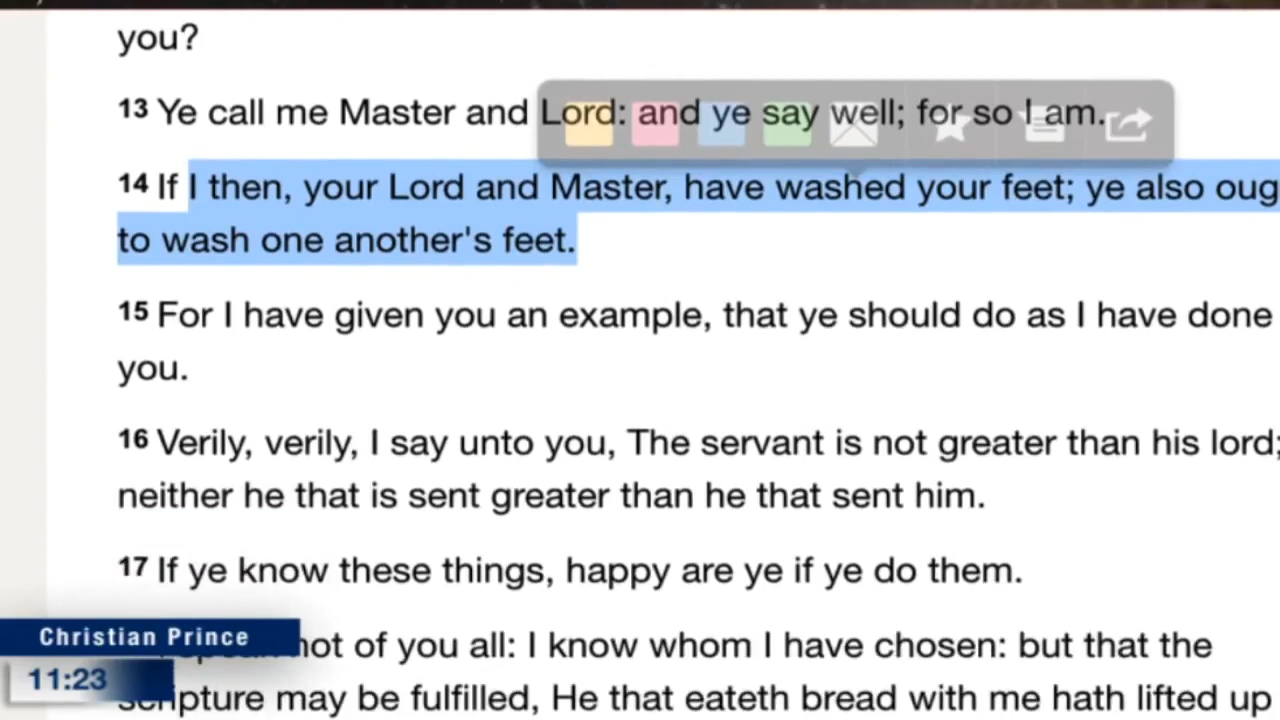 you?
13 Ye call me Master and Lord: and ye say well; for so I am.
14 If I then, your Lord and Master, have washed your feet; ye also oug
to wash one another's feet.
15 For I have given you an example, that ye should do as I have done
you.
16 Verily, verily, I say unto you, The servant is not greater than his lord;
neither he that is sent greater than he that sent him.
17 If ye know these things, happy are ye if ye do them.
Christian Prince
not of you all: I know whom I have chosen: but that the
11:23
scripture may be fulfilled, He that eateth bread with me hath lifted up